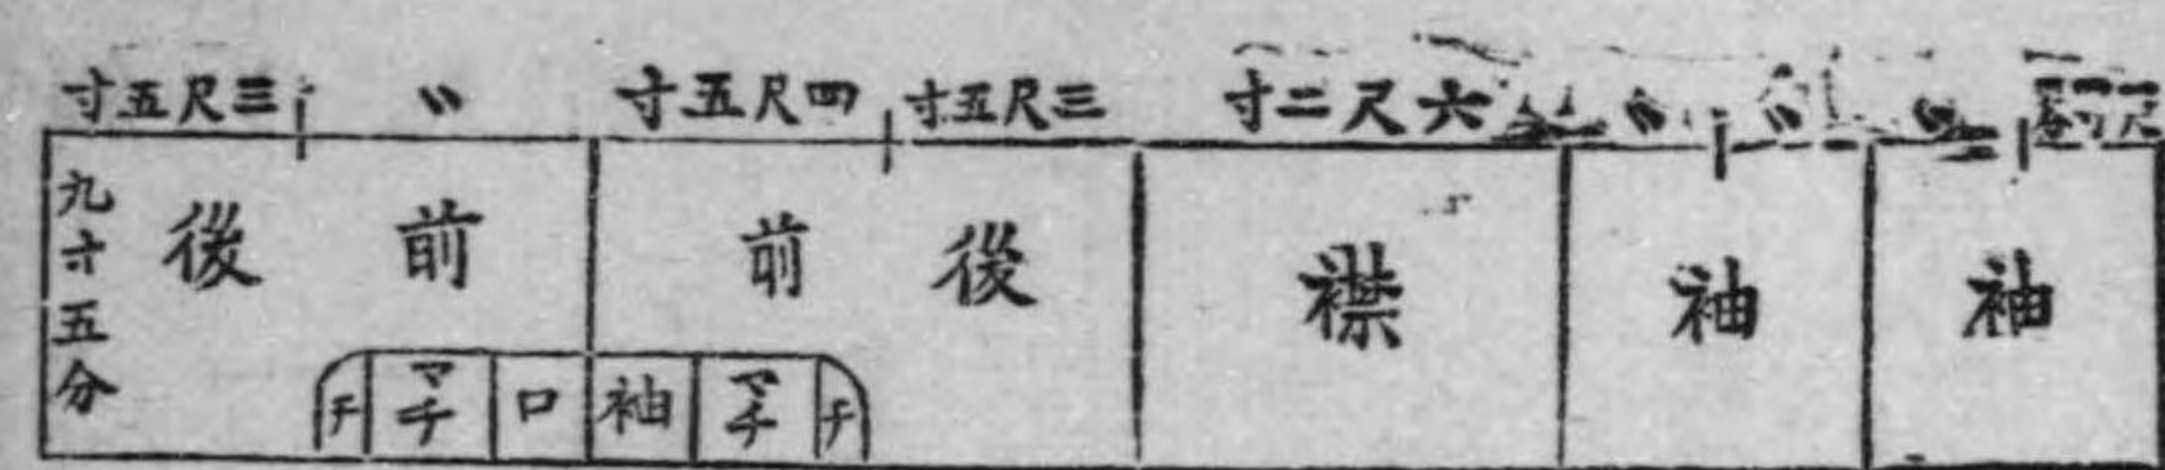 三尺五寸
〃
四尺五寸
三尺五寸
六尺二寸
〃
〃
〃
九寸五分
後
前
前
後
襟
袖
袖
チ
マチ
口
袖
マチ
チ